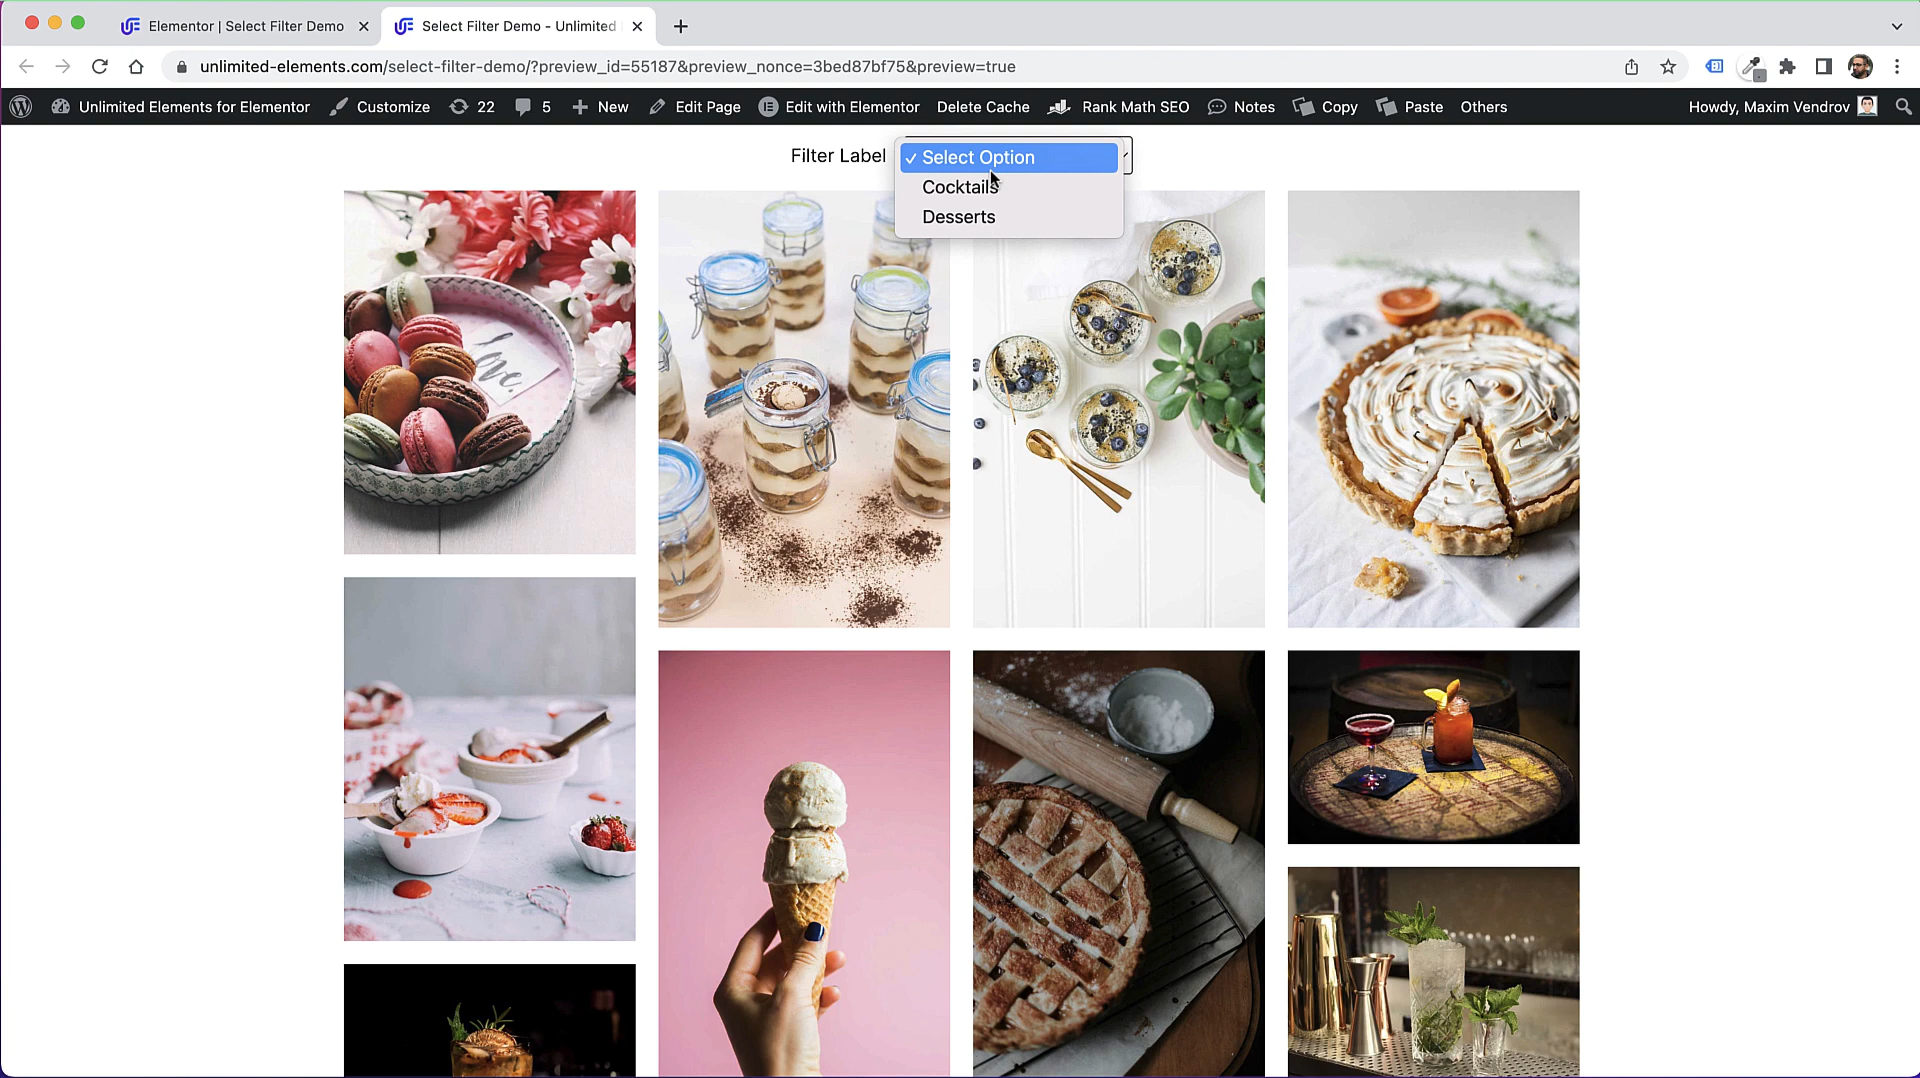 Elementor | Select Filter Demo
Select Filter Demo - Unlimited
unlimited-elements.com/select-filter-demo/?preview_id=55187&preview_nonce=3bed87bf75&preview=true
Unlimited Elements for Elementor Customize 22 5 New Edit Page Edit with Elementor Delete Cache Rank Math SEO Notes Copy Paste Others Howdy, Maxim Vendrov
Filter Label
✓ Select Option
Cocktails
Desserts
love.